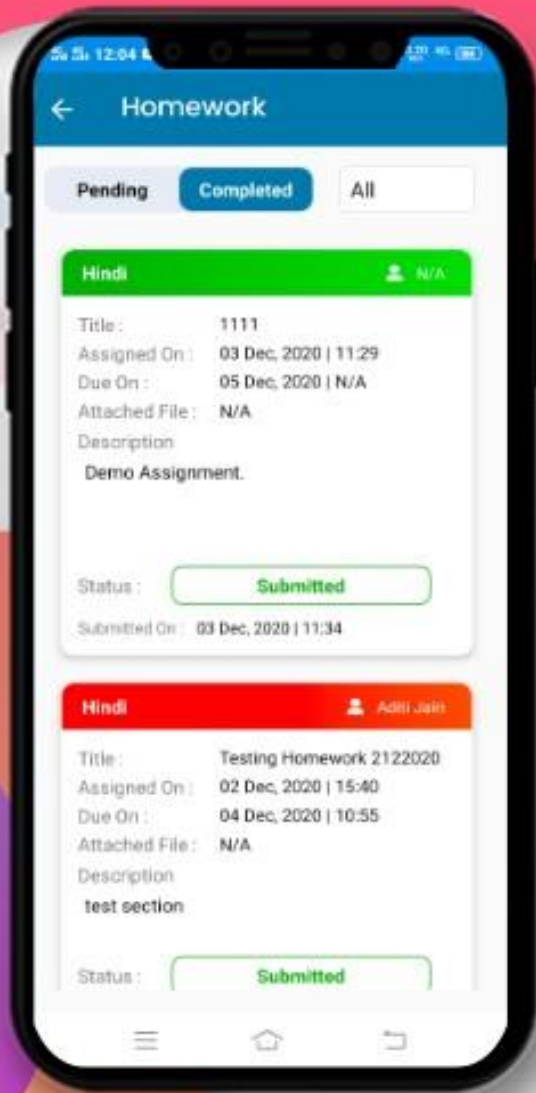 12:04
Homework
Pending Completed All
Hindi N/A
Title : 1111
Assigned On : 03 Dec, 2020 | 11:29
Due On : 05 Dec, 2020 | N/A
Attached File : N/A
Description
Demo Assignment.
Status : Submitted
Submitted On : 03 Dec, 2020 | 11:34
Hindi Aditi Jain
Title : Testing Homework 2122020
Assigned On : 02 Dec, 2020 | 15:40
Due On : 04 Dec, 2020 | 10:55
Attached File : N/A
Description
test section
Status : Submitted